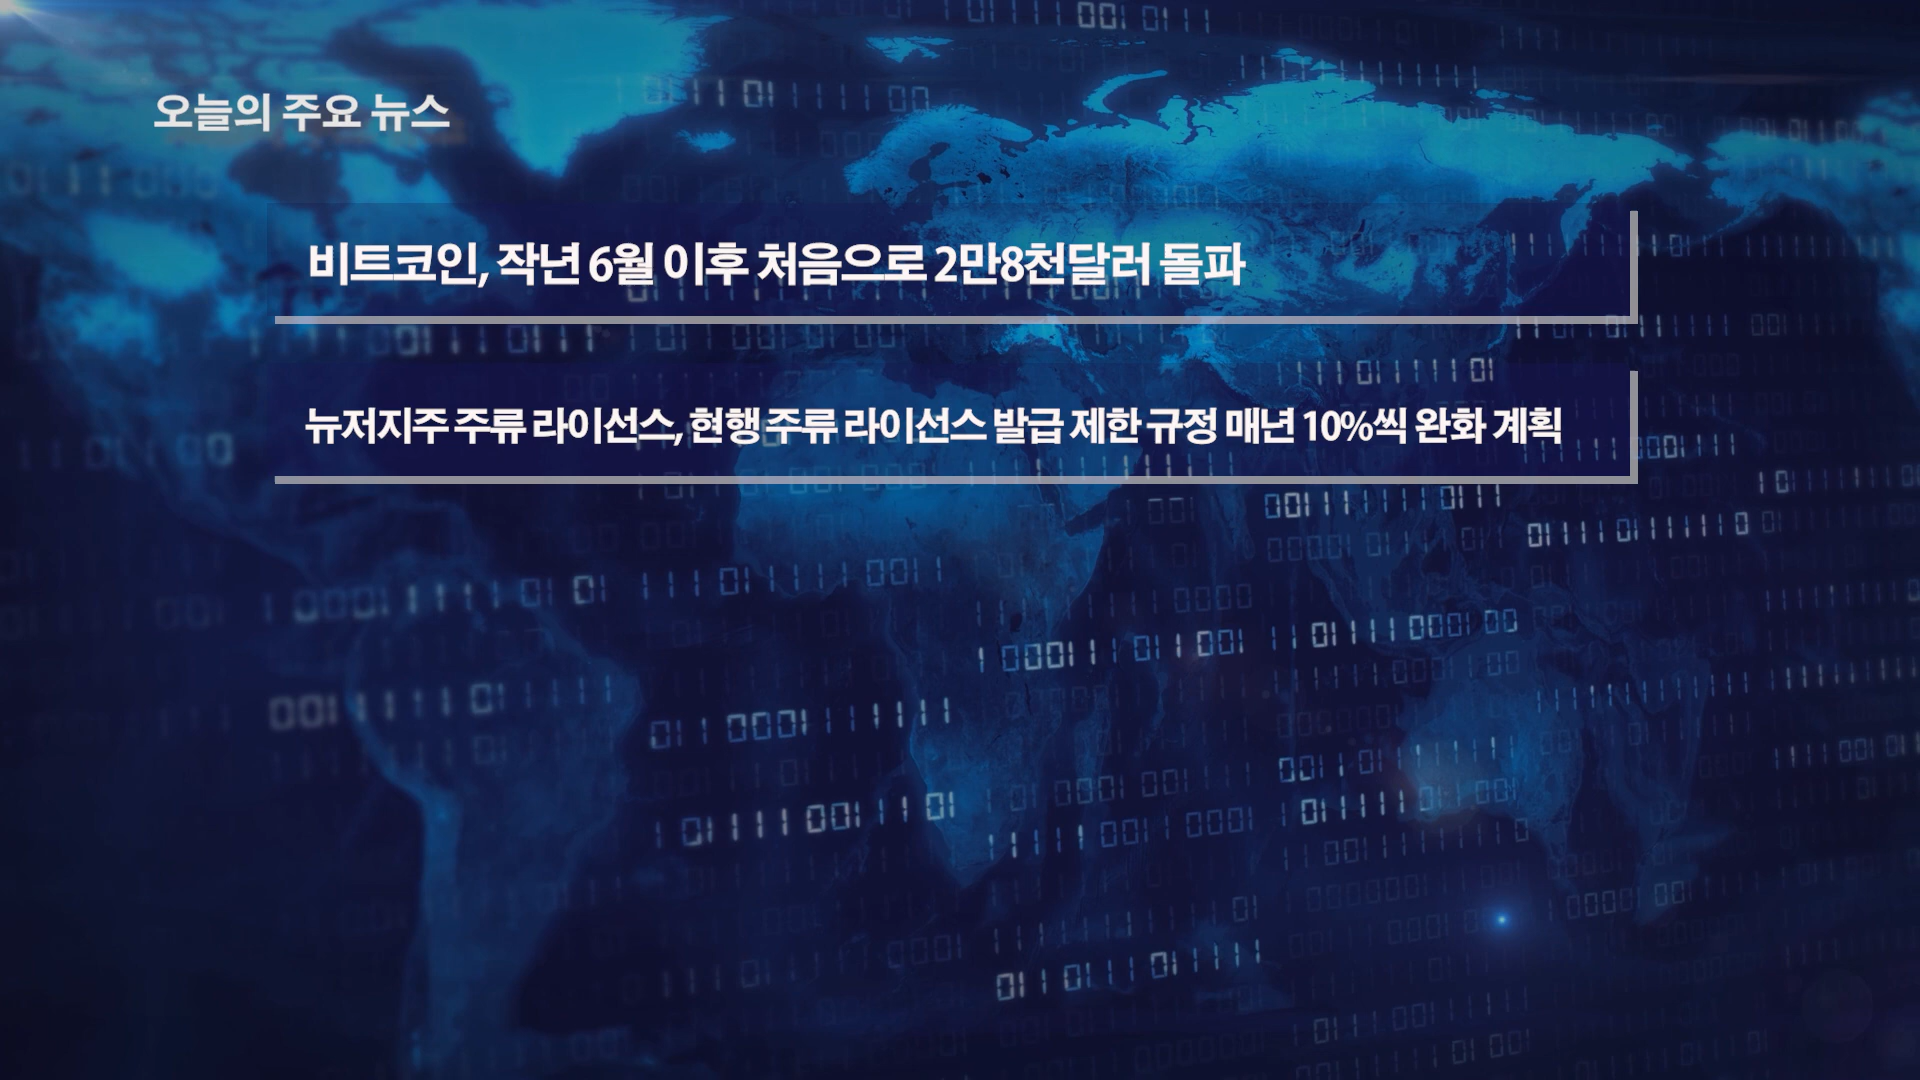 오늘의 주요 뉴스
비트코인, 작년 6월 이후 처음으로 2만8천달러 돌파
뉴저지주 주류 라이선스, 현행 주류 라이선스 발급 제한 규정 매년 10%씩 완화 계획